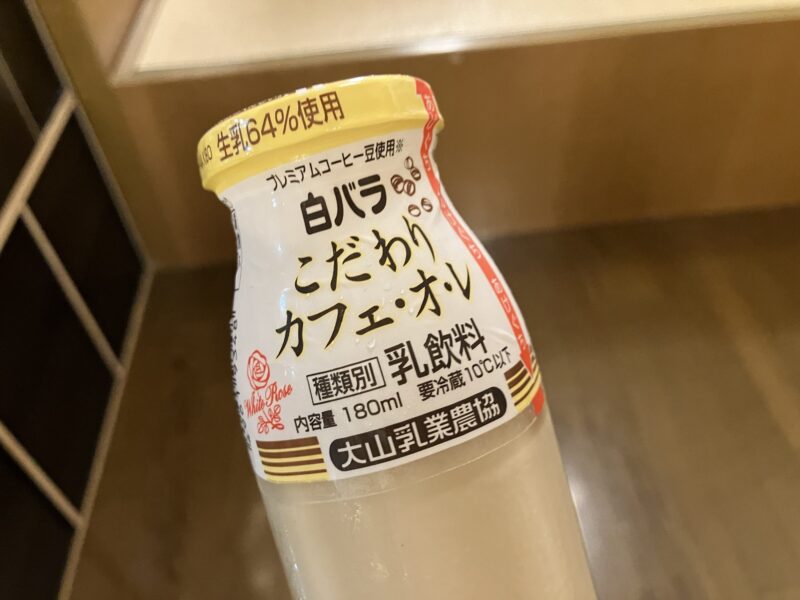 生乳64%使用
プレミアムコーヒー豆使用※
白バラ
こだわり
カフェ・オ・レ
種類別 乳飲料
White Rose
内容量 180ml 要冷蔵10℃以下
大山乳業農協